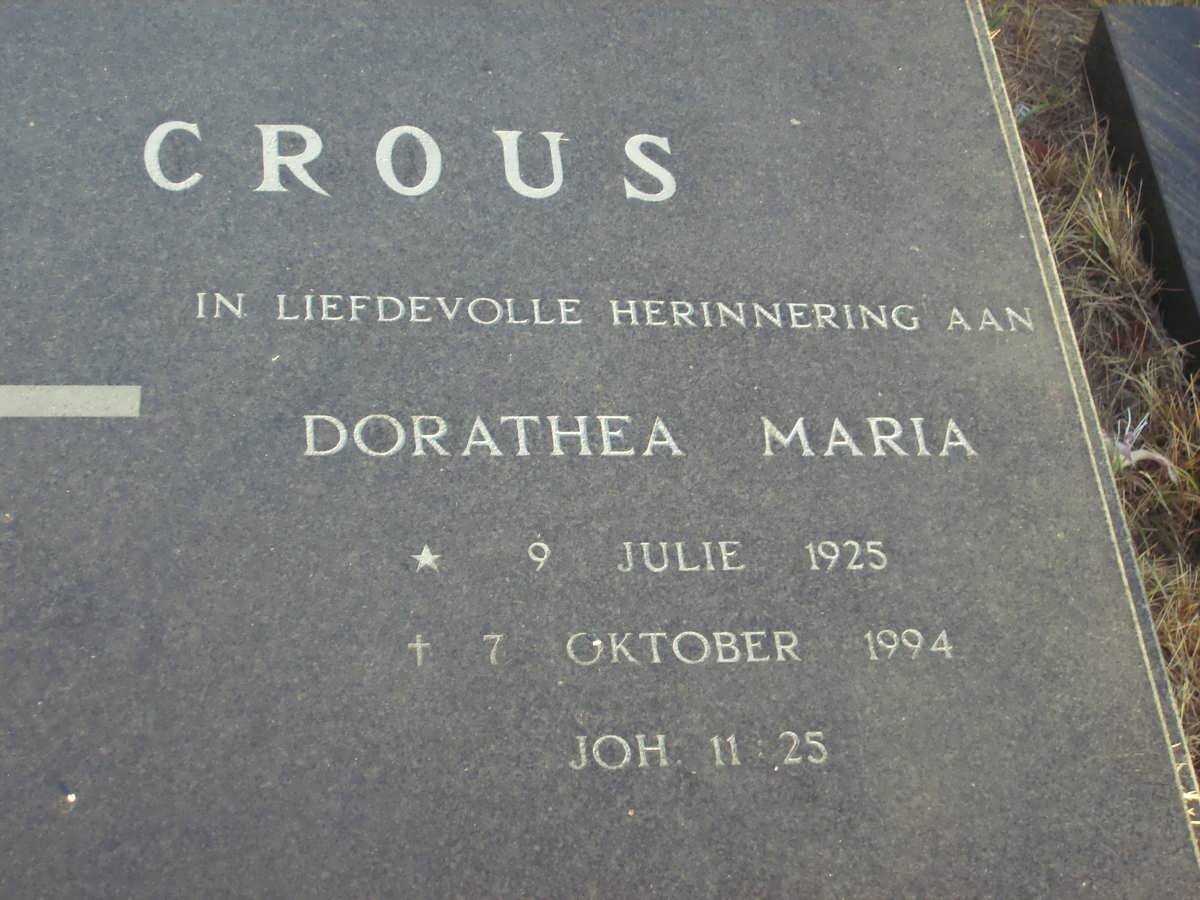 CROUS
IN LIEFDEVOLLE HERINNERING AAN
DORATHEA MARIA
★ 9 JULIE 1925
† 7 OKTOBER 1994
JOH. 11 : 25